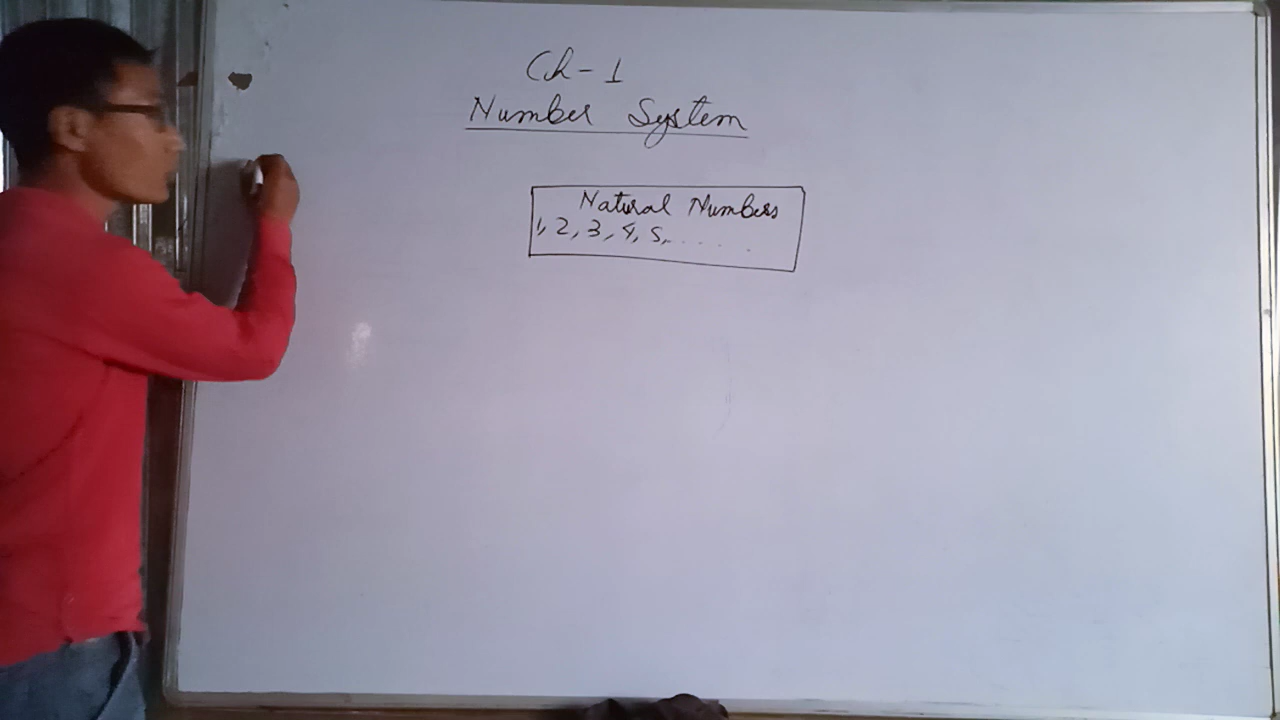 Ch-1
Number System
Natural Numbers
1, 2, 3, 4, 5, . . . . .